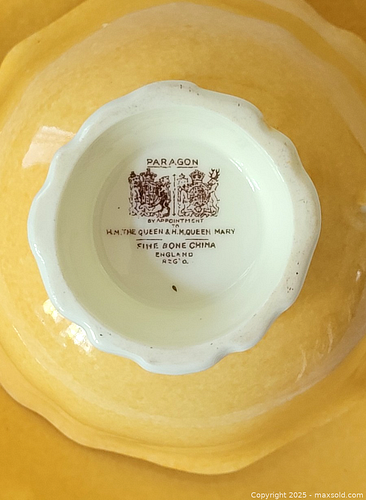 PARAGON
BY APPOINTMENT
TO
H.M. THE QUEEN & H.M. QUEEN MARY
FINE BONE CHINA
ENGLAND
REG'D.
Copyright 2025 - maxsold.com